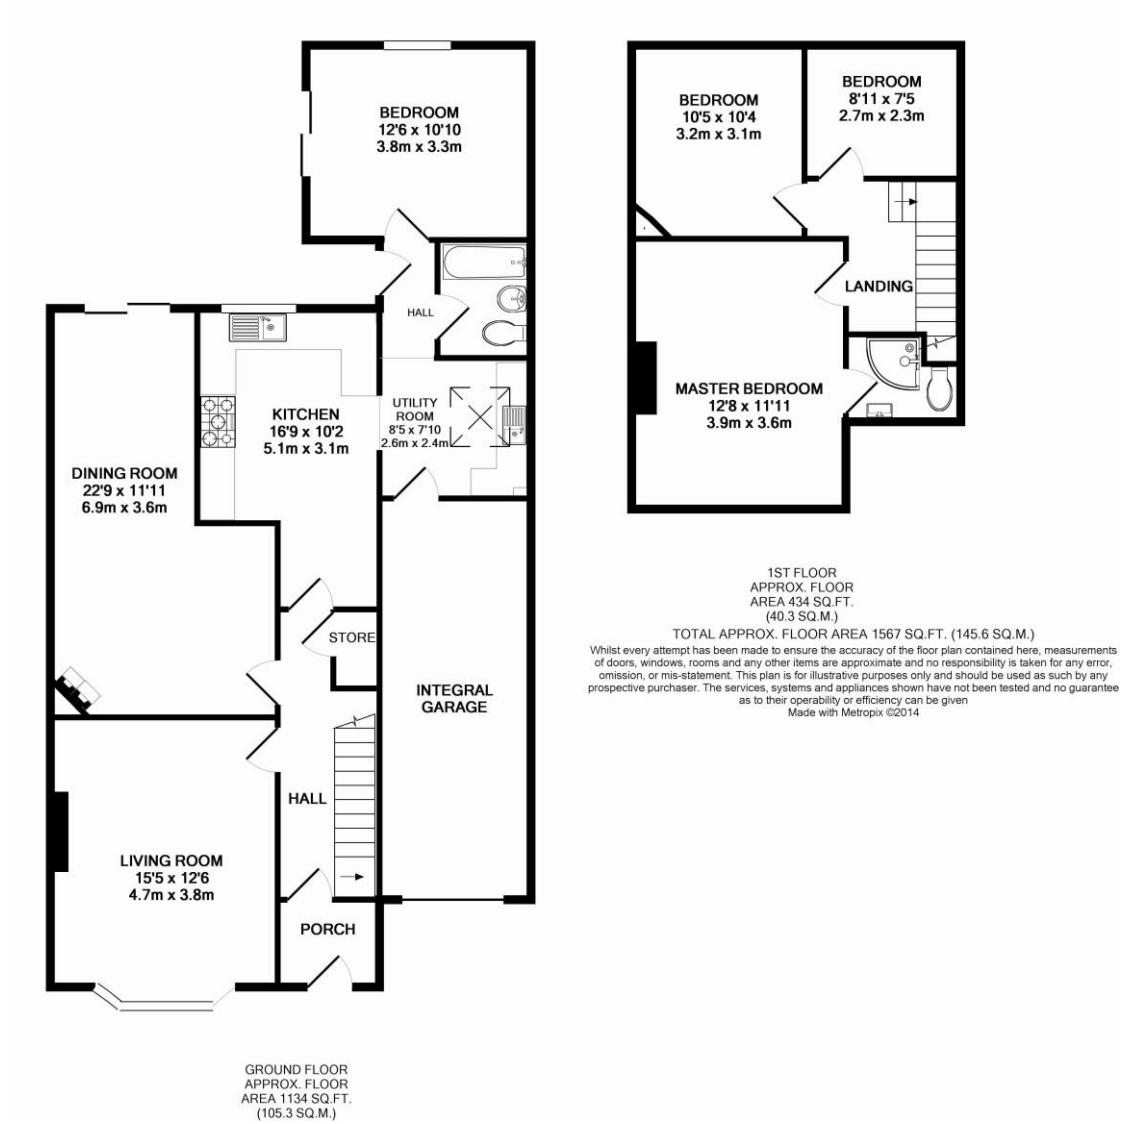 BEDROOM
12'6 x 10'10
3.8m x 3.3m
HALL
KITCHEN
16'9 x 10'2
5.1m x 3.1m
UTILITY
ROOM
8'5 x 7'10
2.6m x 2.4m
DINING ROOM
22'9 x 11'11
6.9m x 3.6m
STORE
INTEGRAL
GARAGE
HALL
LIVING ROOM
15'5 x 12'6
4.7m x 3.8m
PORCH
GROUND FLOOR
APPROX. FLOOR
AREA 1134 SQ.FT.
(105.3 SQ.M.)
BEDROOM
10'5 x 10'4
3.2m x 3.1m
BEDROOM
8'11 x 7'5
2.7m x 2.3m
LANDING
MASTER BEDROOM
12'8 x 11'11
3.9m x 3.6m
1ST FLOOR
APPROX. FLOOR
AREA 434 SQ.FT.
(40.3 SQ.M.)
TOTAL APPROX. FLOOR AREA 1567 SQ.FT. (145.6 SQ.M.)
Whilst every attempt has been made to ensure the accuracy of the floor plan contained here, measurements
of doors, windows, rooms and any other items are approximate and no responsibility is taken for any error,
omission, or mis-statement. This plan is for illustrative purposes only and should be used as such by any
prospective purchaser. The services, systems and appliances shown have not been tested and no guarantee
as to their operability or efficiency can be given
Made with Metropix ©2014